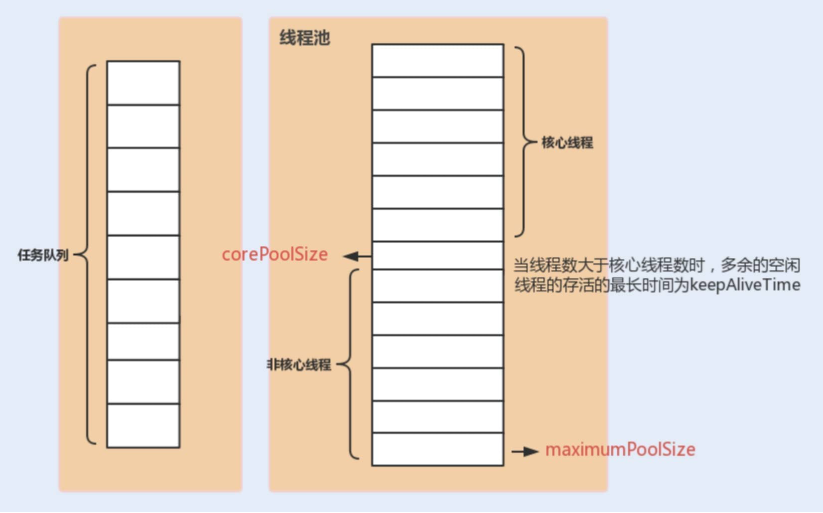 线程池
核心线程
任务队列
corePoolSize
当线程数大于核心线程数时，多余的空闲
线程的存活的最长时间为keepAliveTime
非核心线程
maximumPoolSize